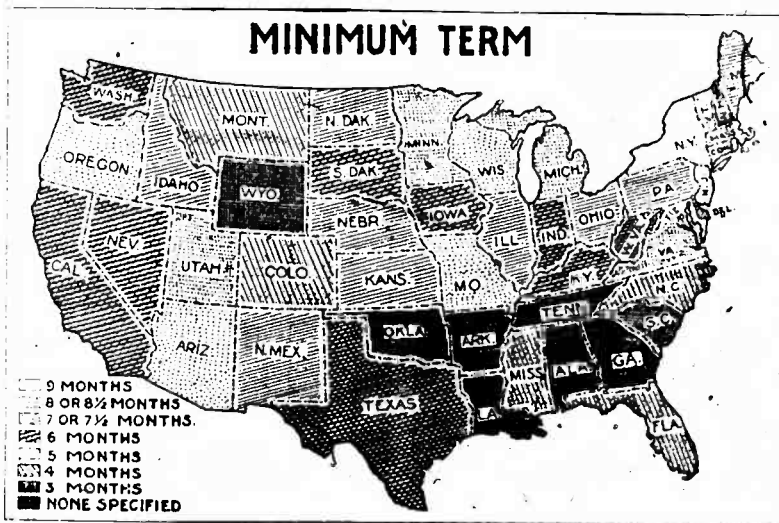 MINIMUM TERM
WASH.
MONT.
N. DAK.
MINN.
OREGON
IDAHO
WYO.
S. DAK.
WIS.
MICH.
N.Y.
NEV.
UTAH
COLO.
NEBR.
IOWA
ILL.
IND.
OHIO
PA.
DEL.
W.VA.
VA.
CAL.
KANS.
MO.
KY.
N.C.
ARIZ.
N. MEX.
OKLA.
ARK.
TENN.
S.C.
TEXAS
LA.
MISS.
ALA.
GA.
FLA.
9 MONTHS
8 OR 8½ MONTHS
7 OR 7½ MONTHS.
6 MONTHS
5 MONTHS
4 MONTHS
3 MONTHS
NONE SPECIFIED